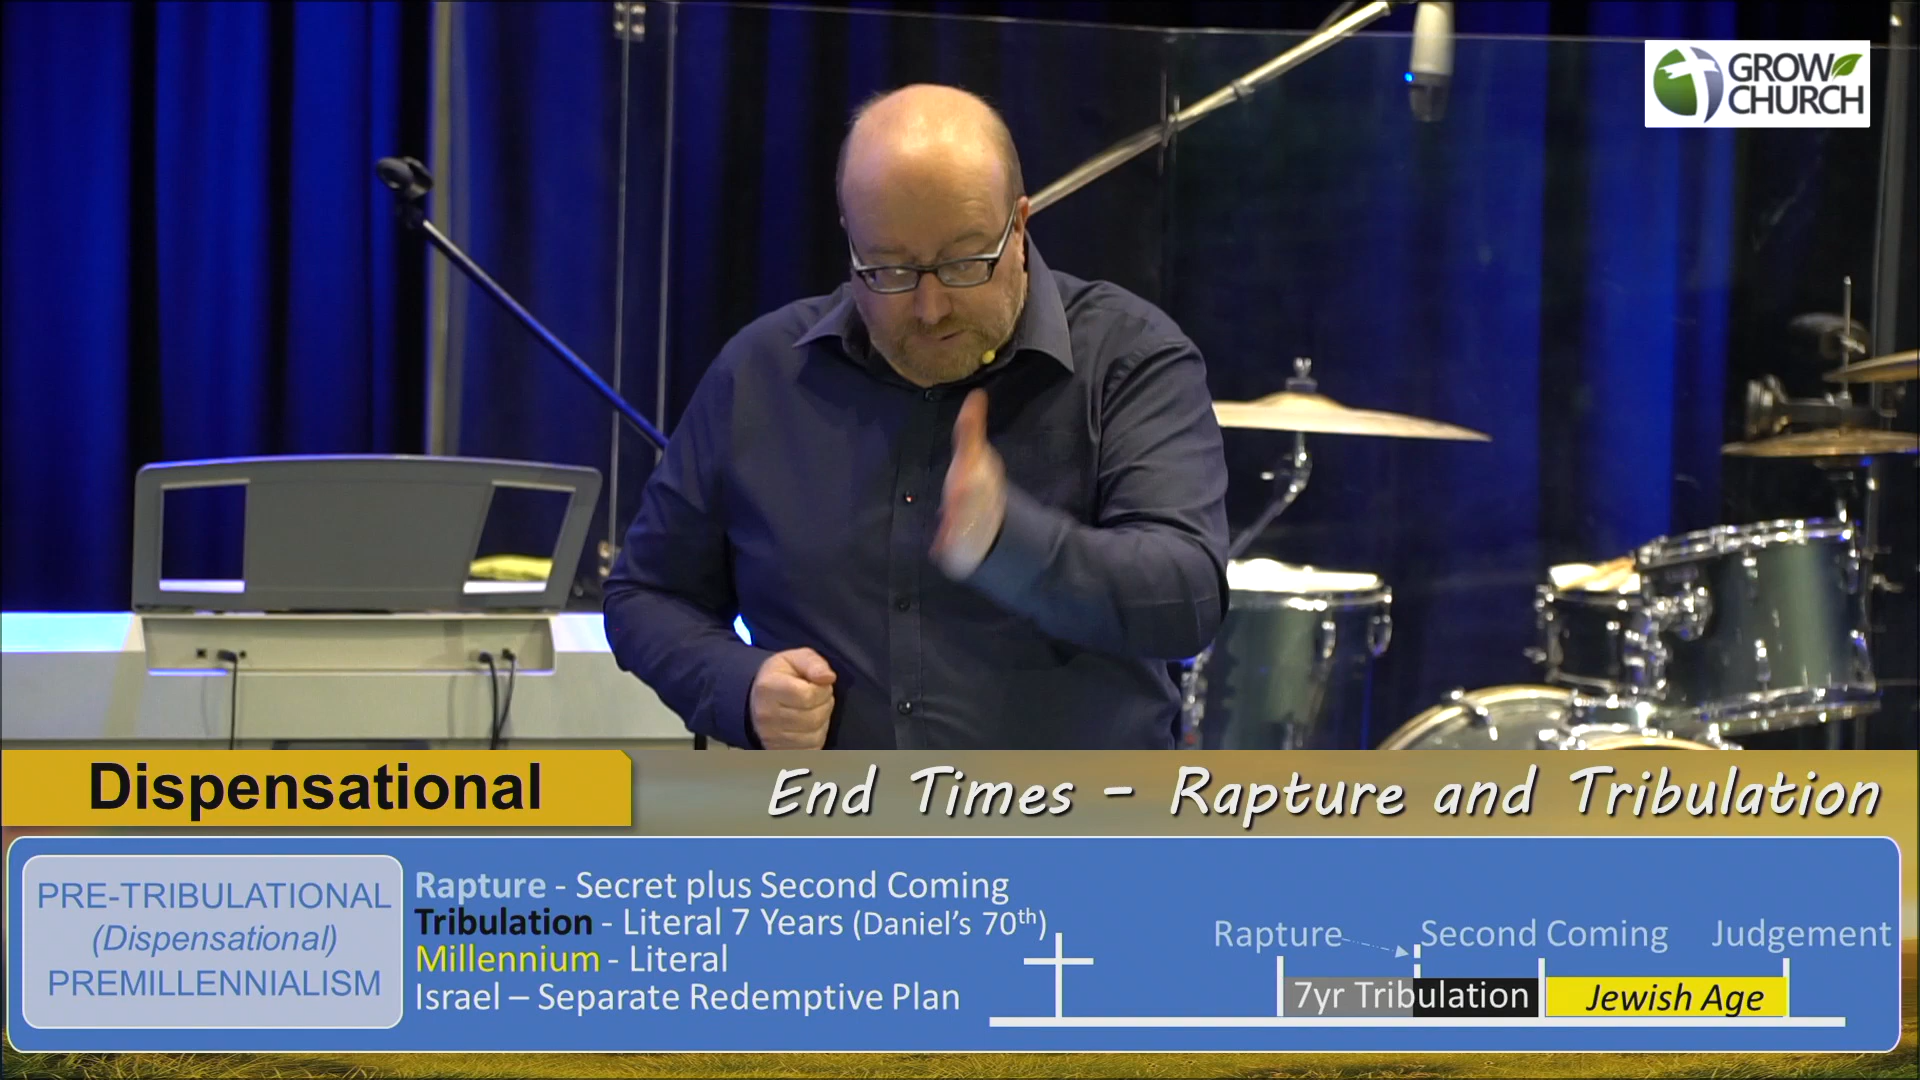 GROW
CHURCH
Dispensational
End Times - Rapture and Tribulation
PRE-TRIBULATIONAL
(Dispensational)
PREMILLENNIALISM
Rapture - Secret plus Second Coming
Tribulation - Literal 7 Years (Daniel's 70th)
Millennium - Literal
Israel – Separate Redemptive Plan
Rapture
Second Coming
Judgement
7yr Tribulation
Jewish Age